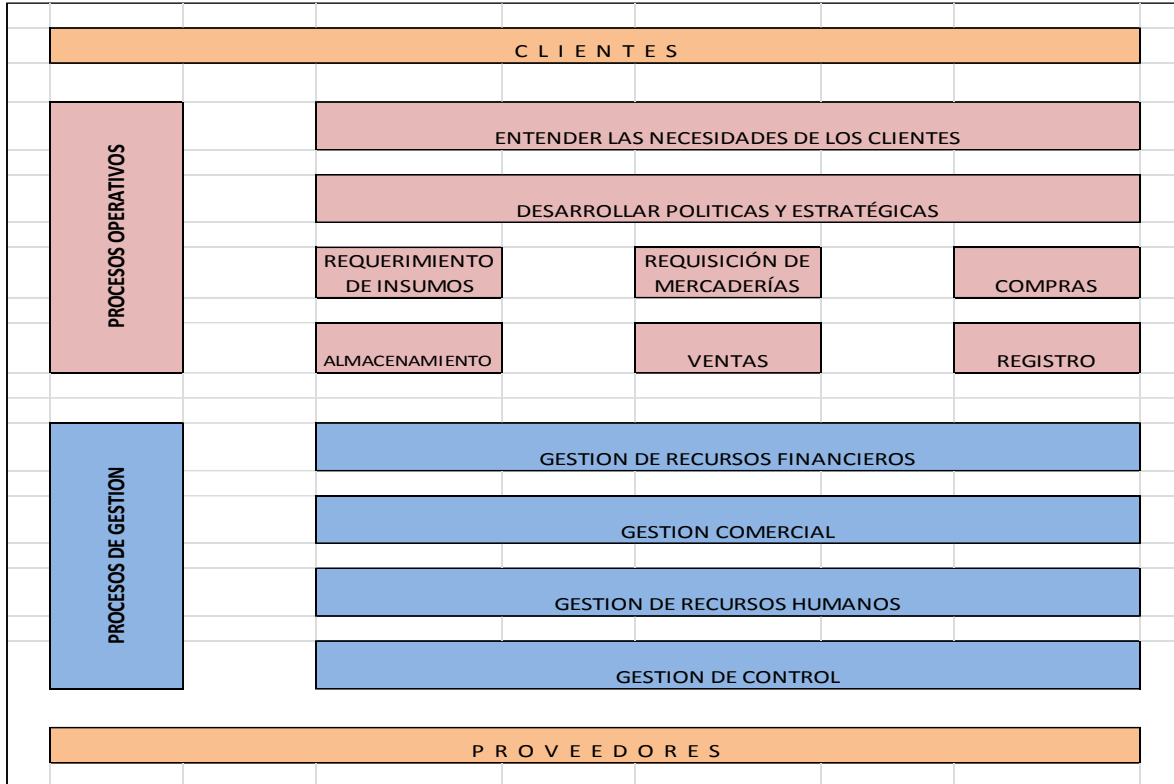 C L I E N T E S
PROCESOS OPERATIVOS
ENTENDER LAS NECESIDADES DE LOS CLIENTES
DESARROLLAR POLITICAS Y ESTRATÉGICAS
REQUERIMIENTO
DE INSUMOS
REQUISICIÓN DE
MERCADERÍAS
COMPRAS
ALMACENAMIENTO
VENTAS
REGISTRO
PROCESOS DE GESTION
GESTION DE RECURSOS FINANCIEROS
GESTION COMERCIAL
GESTION DE RECURSOS HUMANOS
GESTION DE CONTROL
P R O V E E D O R E S